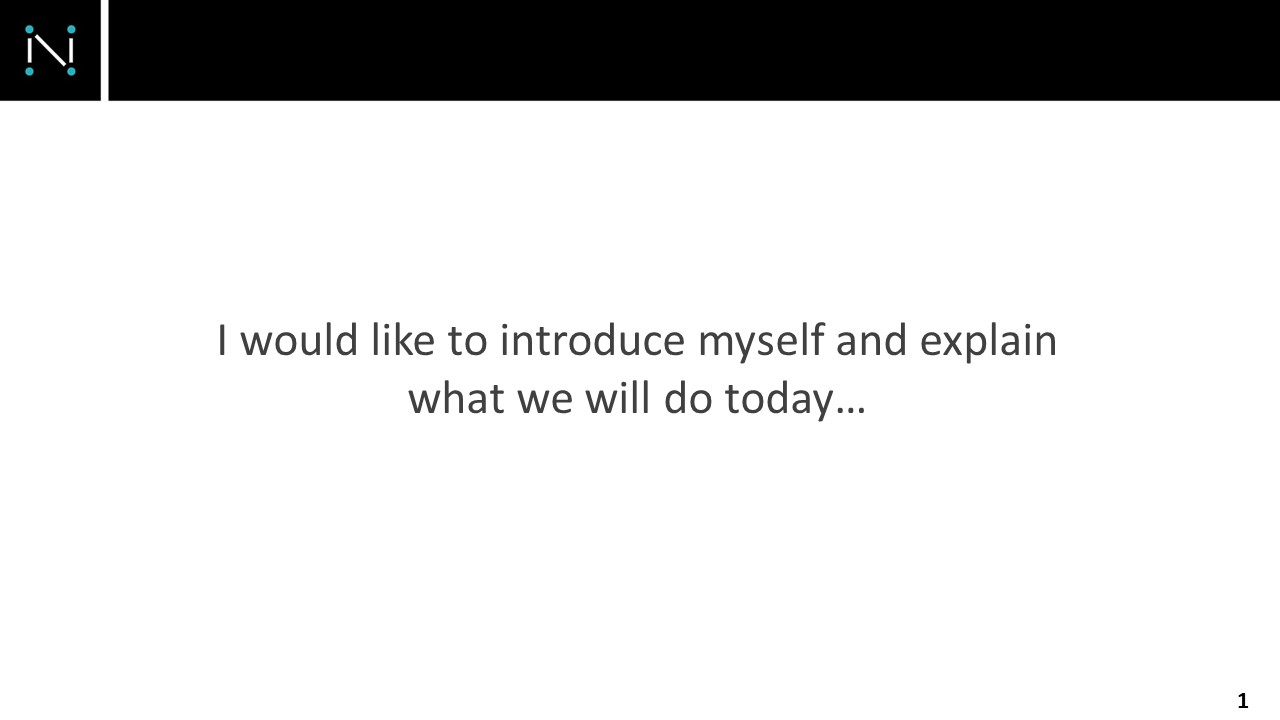 I would like to introduce myself and explain
what we will do today…
1